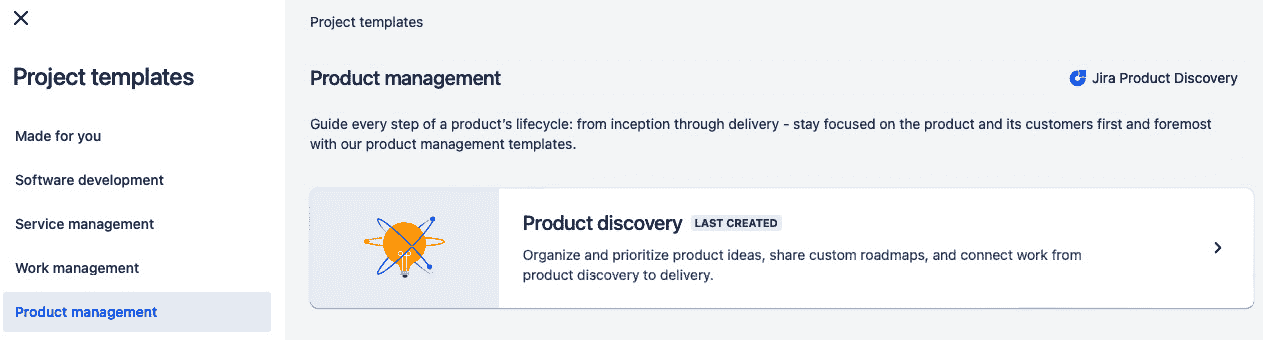 Project templates
Made for you
Software development
Service management
Work management
Product management
Project templates
Product management
Jira Product Discovery
Guide every step of a product's lifecycle: from inception through delivery - stay focused on the product and its customers first and foremost
with our product management templates.
Product discovery LAST CREATED
Organize and prioritize product ideas, share custom roadmaps, and connect work from
product discovery to delivery.